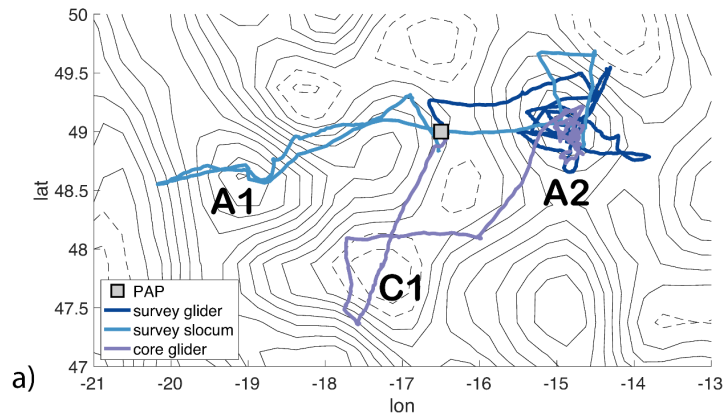 50
49.5
49
48.5
48
47.5
47
lat
A1
A2
C1
PAP
survey glider
survey slocum
core glider
-21
-20
-19
-18
-17
-16
-15
-14
-13
lon
a)